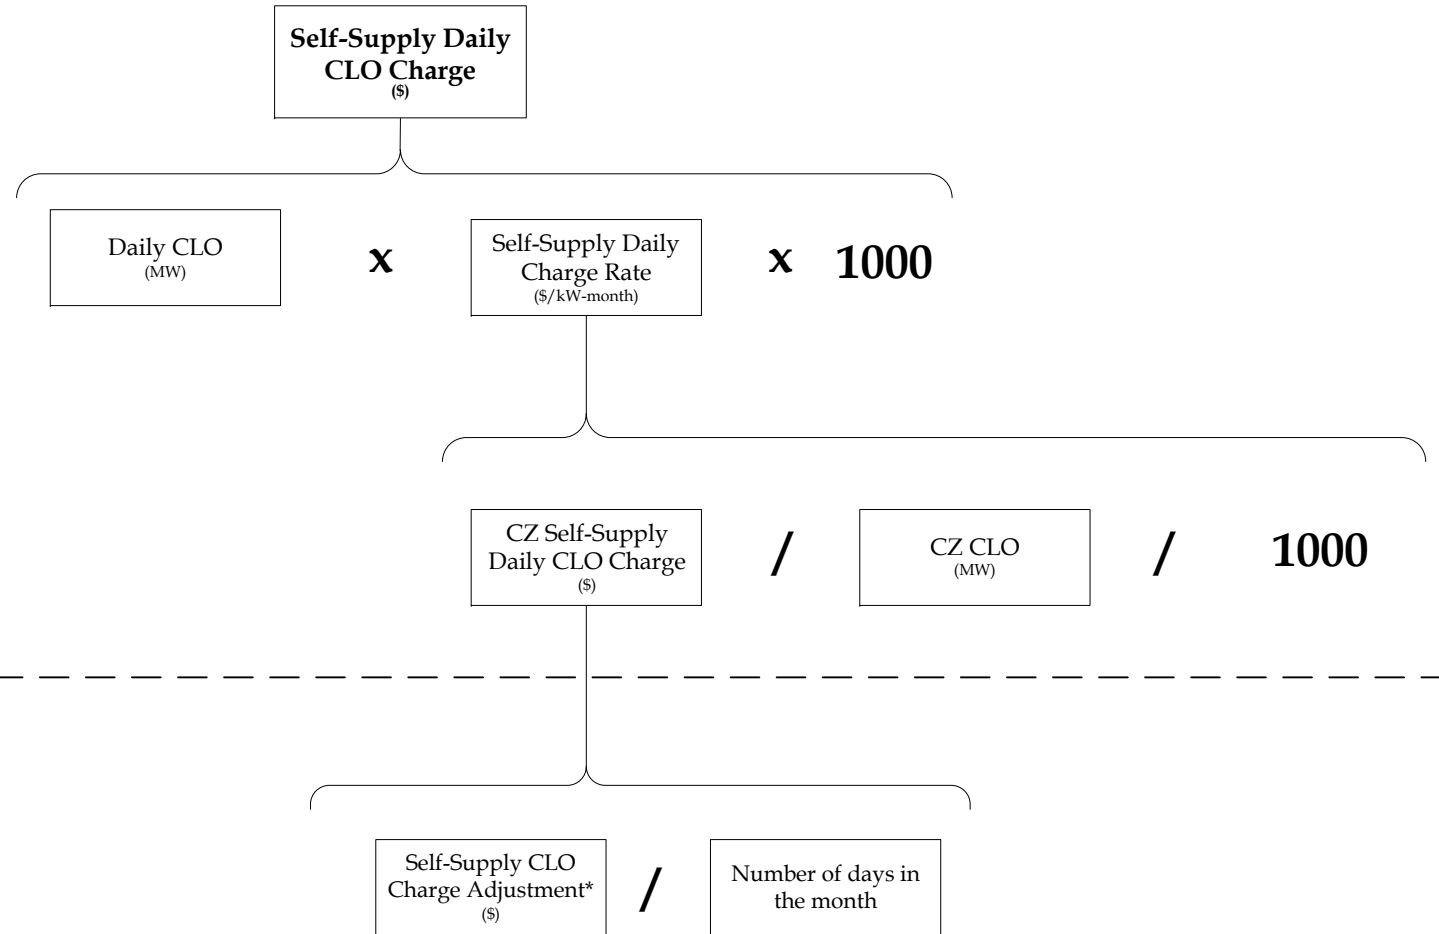 Self-Supply Daily
CLO Charge
($)
Daily CLO
(MW)
x
Self-Supply Daily
Charge Rate
($/kW-month)
x
1000
CZ Self-Supply
Daily CLO Charge
($)
/
CZ CLO
(MW)
/
1000
Self-Supply CLO
Charge Adjustment*
($)
/
Number of days in
the month